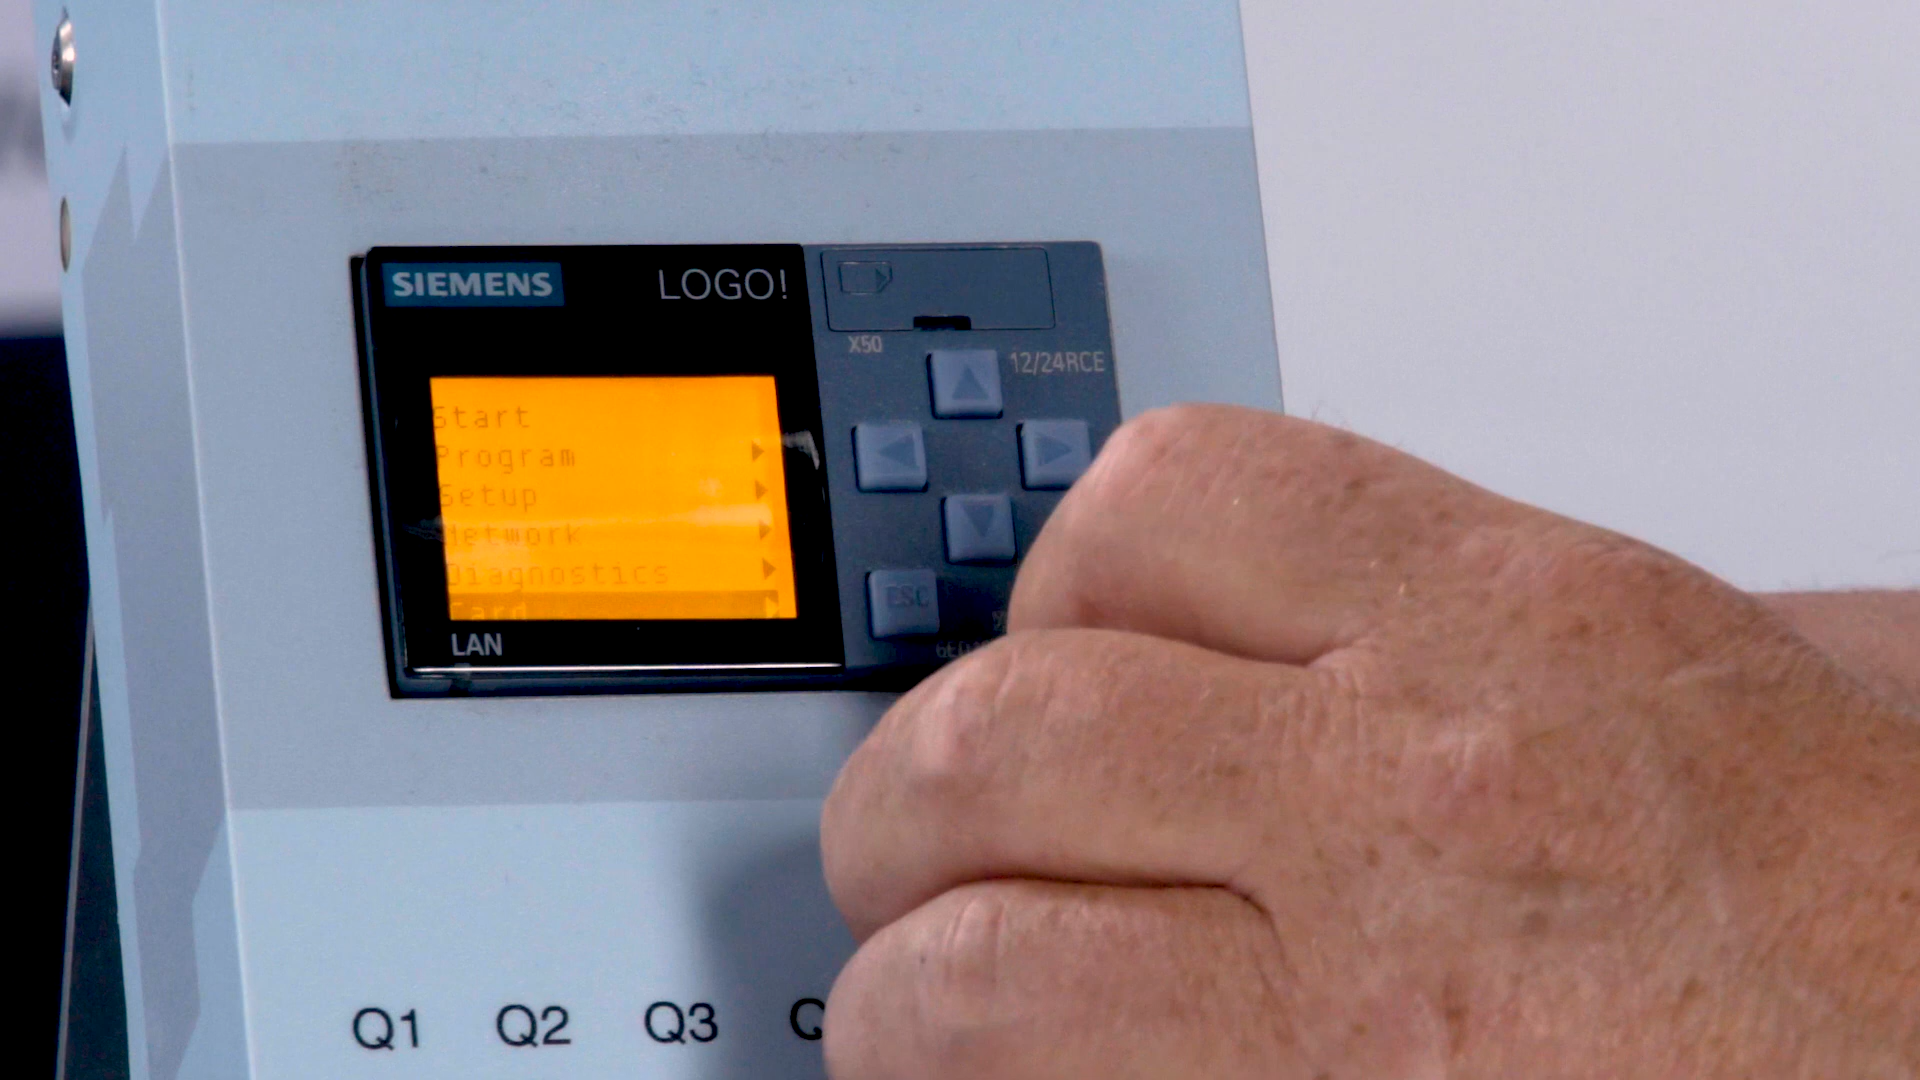 SIEMENS LOGO!
X50
12/24RCE
Start
Program
Setup
Network
Diagnostics
Card
ESC
LAN
Q1 Q2 Q3